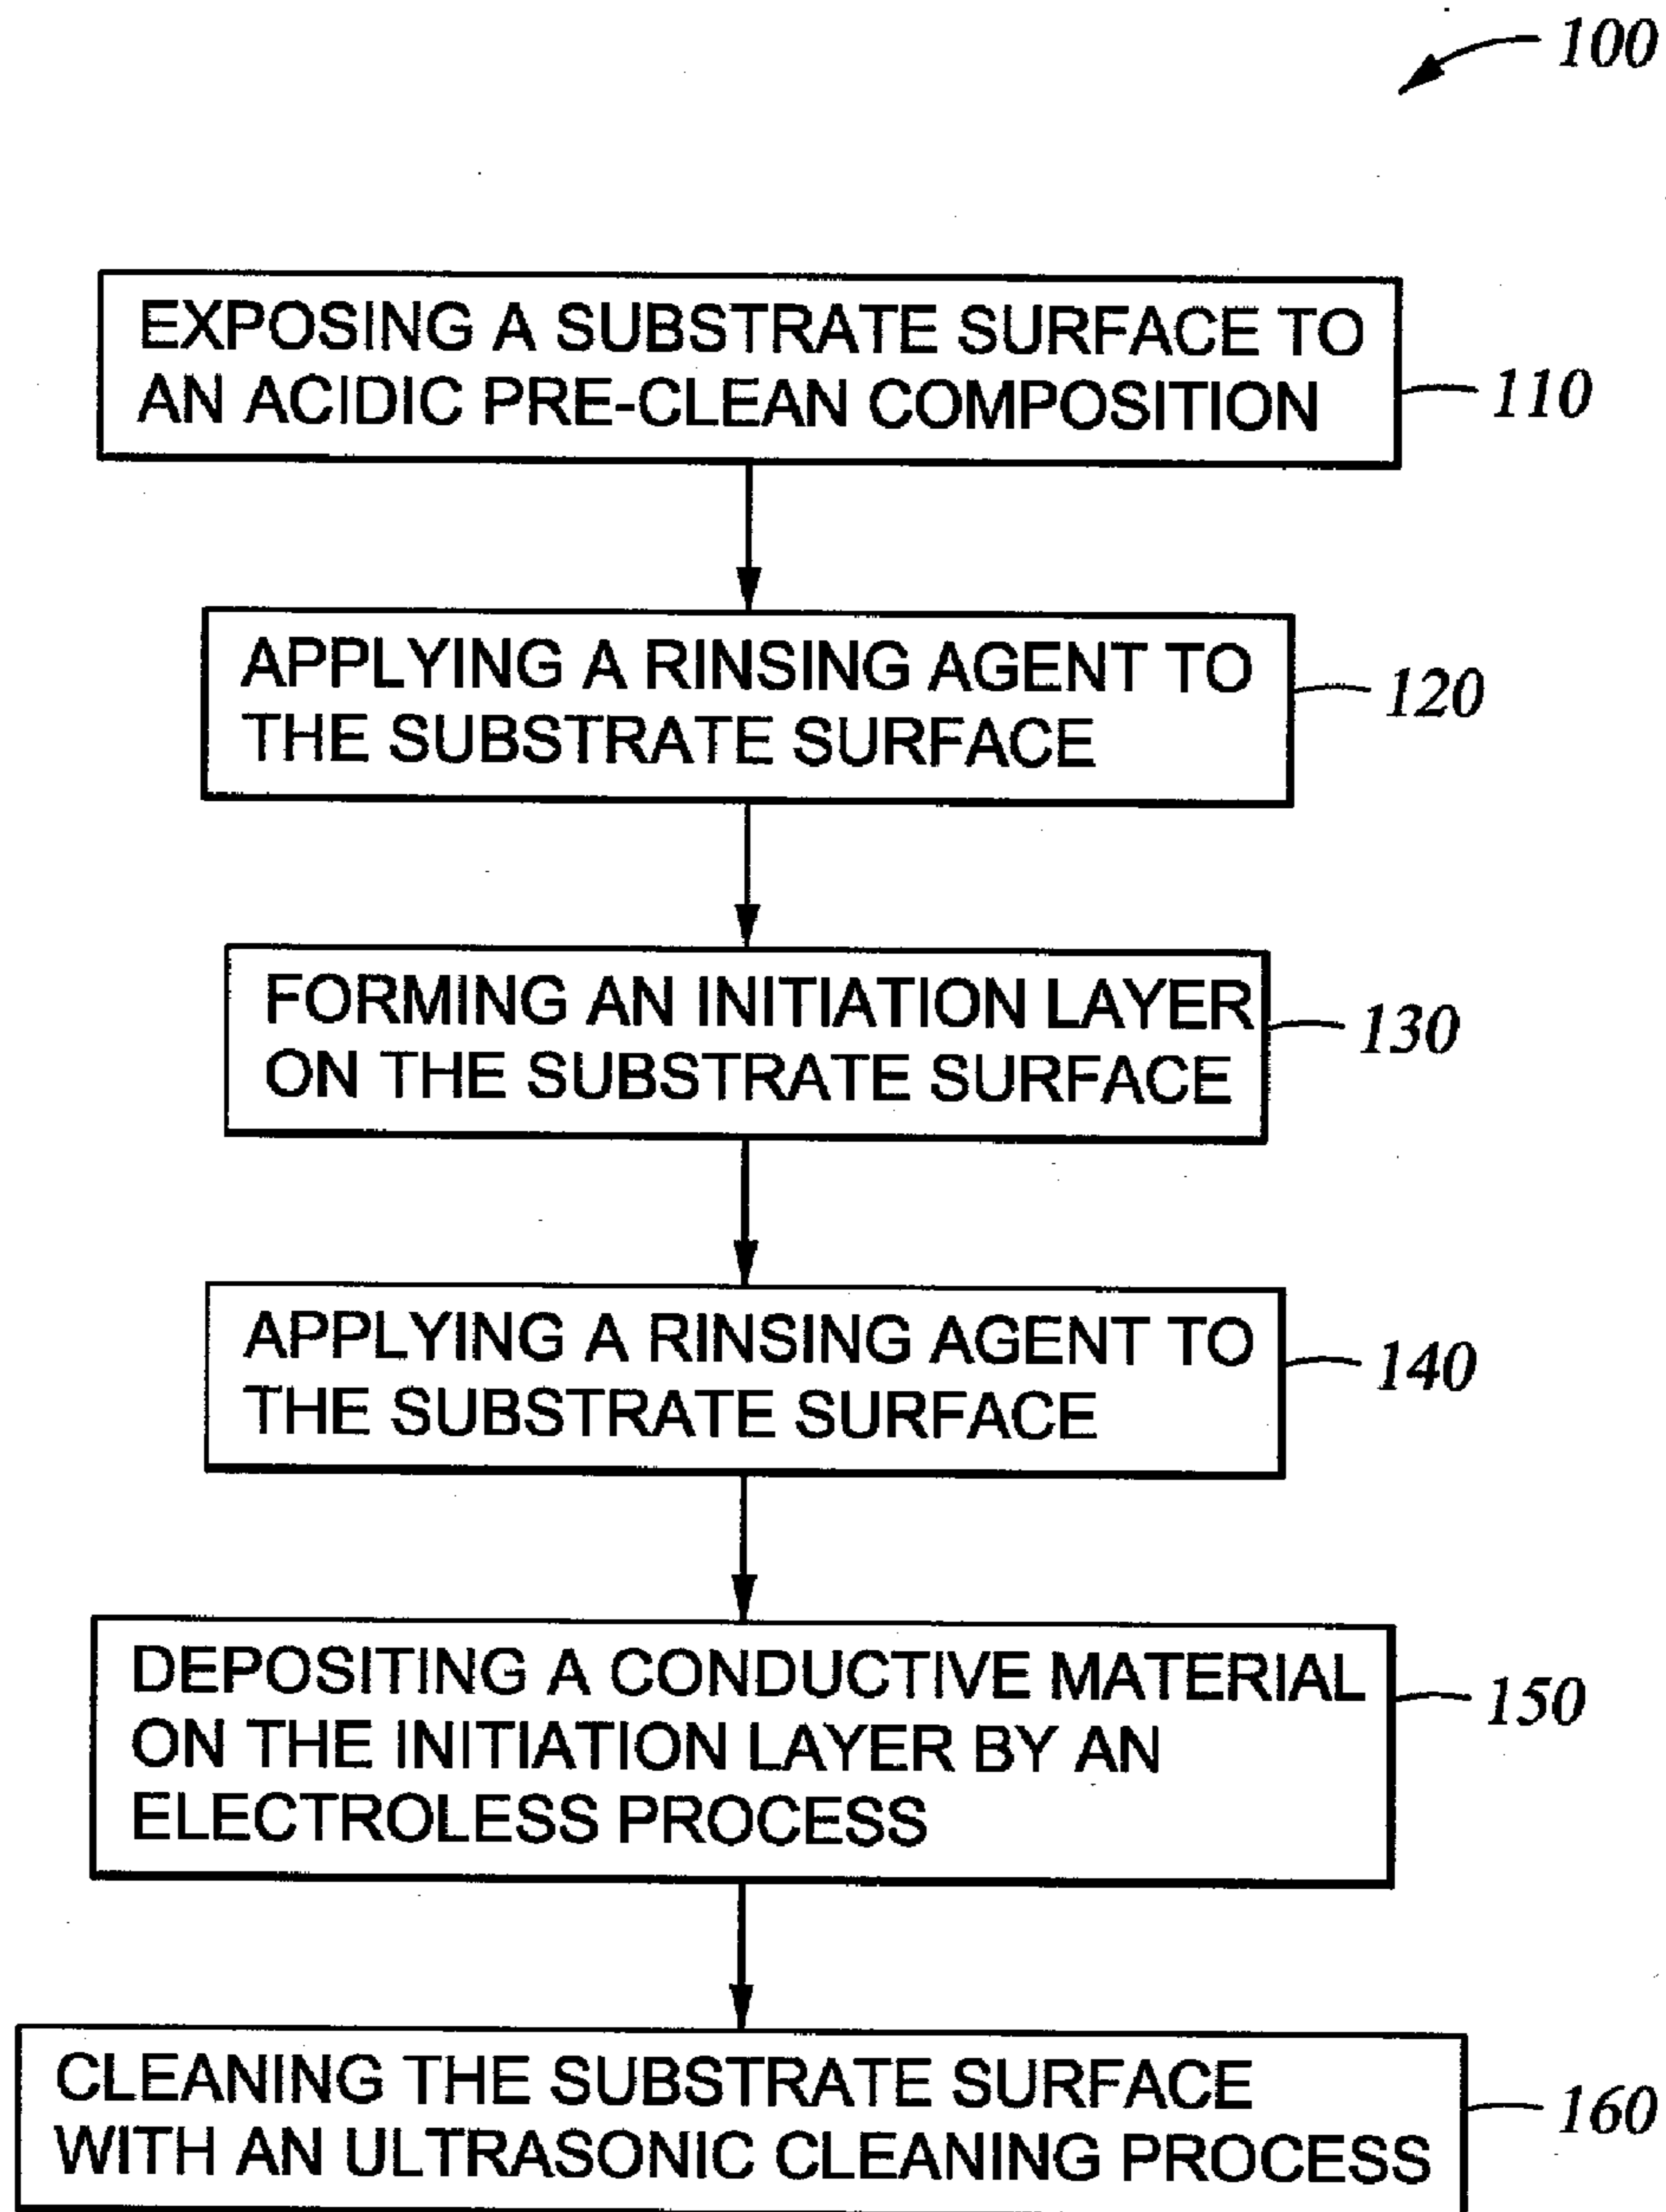 100
EXPOSING A SUBSTRATE SURFACE TO
AN ACIDIC PRE-CLEAN COMPOSITION
110
APPLYING A RINSING AGENT TO
THE SUBSTRATE SURFACE
120
FORMING AN INITIATION LAYER
ON THE SUBSTRATE SURFACE
130
APPLYING A RINSING AGENT TO
THE SUBSTRATE SURFACE
140
DEPOSITING A CONDUCTIVE MATERIAL
ON THE INITIATION LAYER BY AN
ELECTROLESS PROCESS
150
CLEANING THE SUBSTRATE SURFACE
WITH AN ULTRASONIC CLEANING PROCESS
160